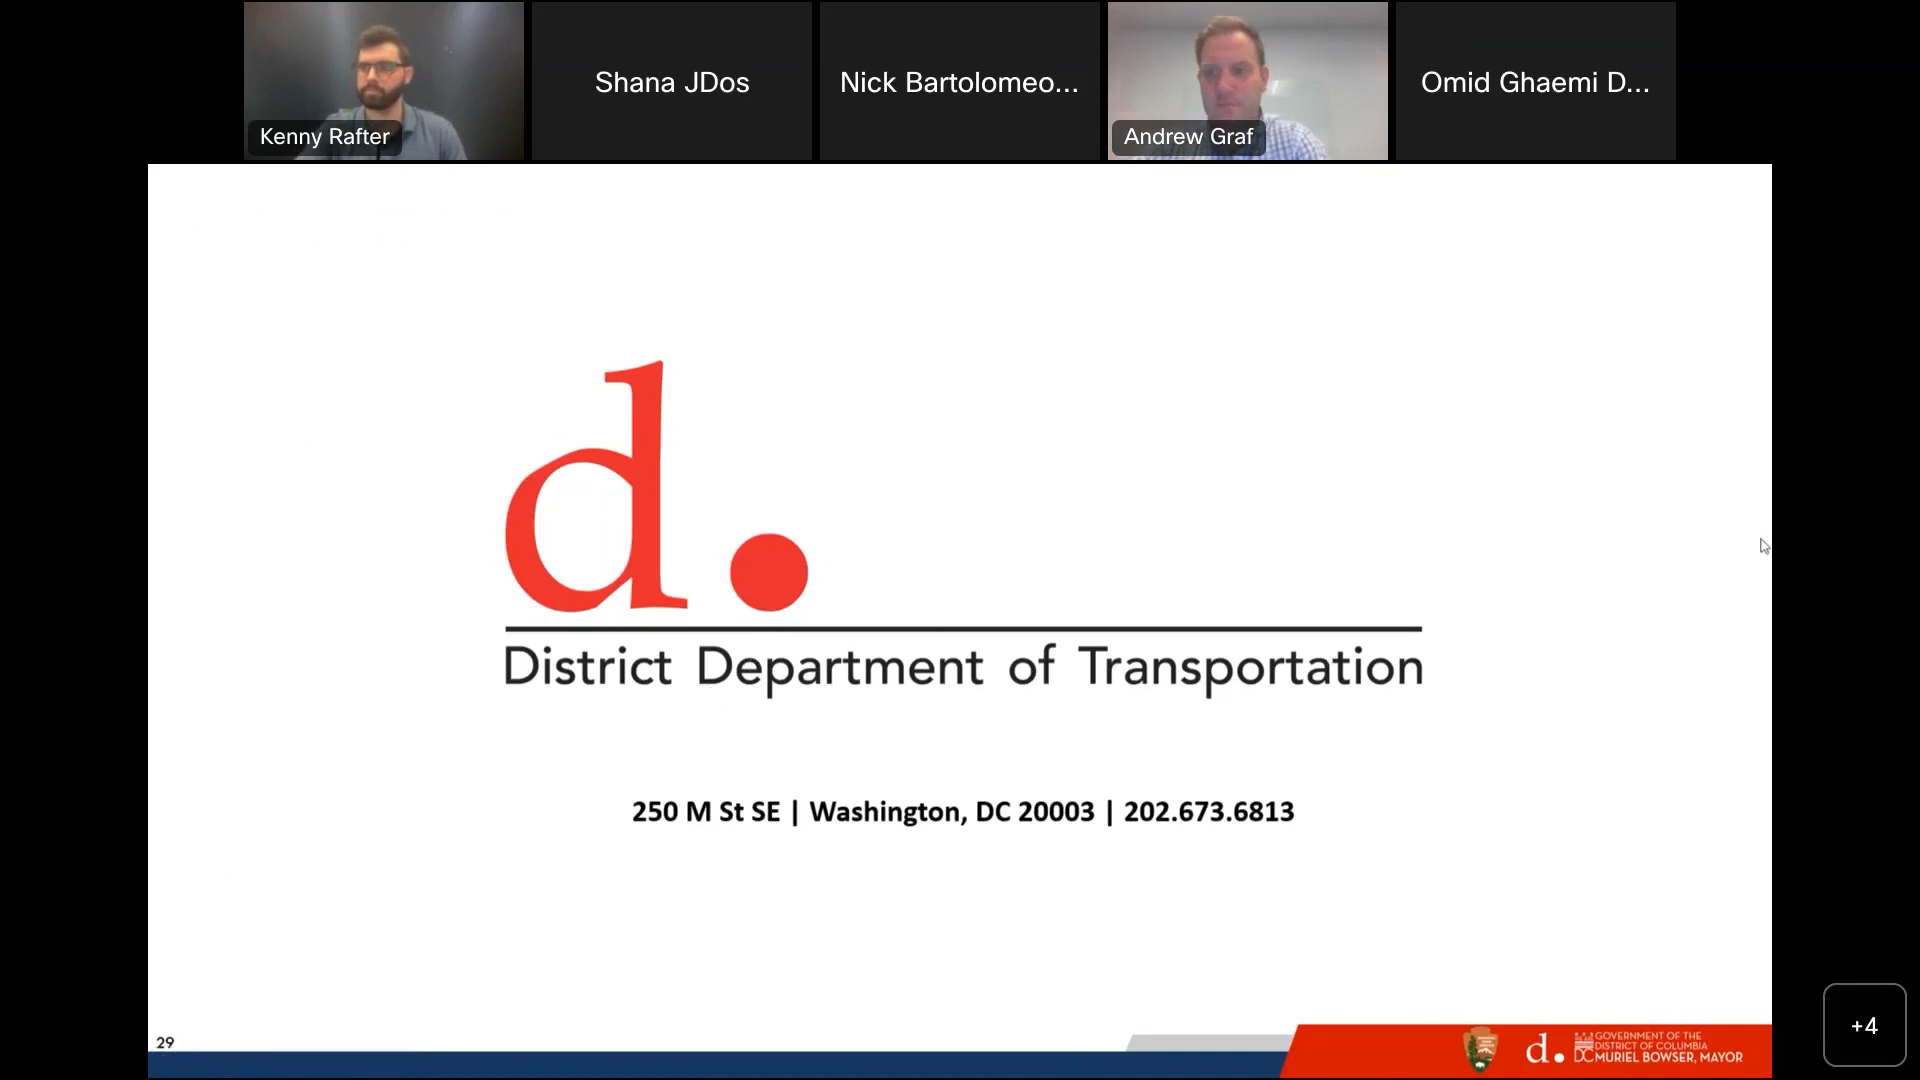 Kenny Rafter
Shana JDos
Nick Bartolomeo...
Andrew Graf
Omid Ghaemi D...
d.
District Department of Transportation
250 M St SE | Washington, DC 20003 | 202.673.6813
29
d.
GOVERNMENT OF THE
DISTRICT OF COLUMBIA
DC MURIEL BOWSER, MAYOR
+4